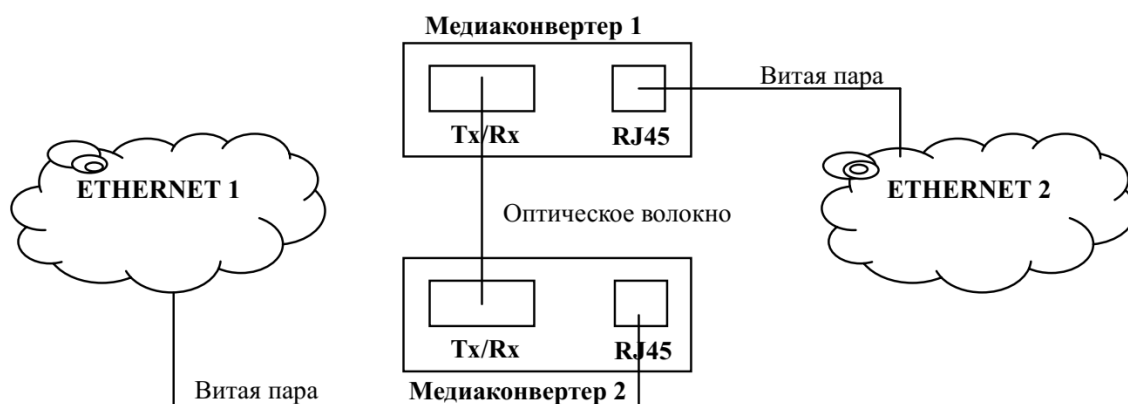 Медиаконвертер 1
Витая пара
Tx/Rx
RJ45
ETHERNET 1
ETHERNET 2
Оптическое волокно
Tx/Rx
RJ45
Витая пара
Медиаконвертер 2